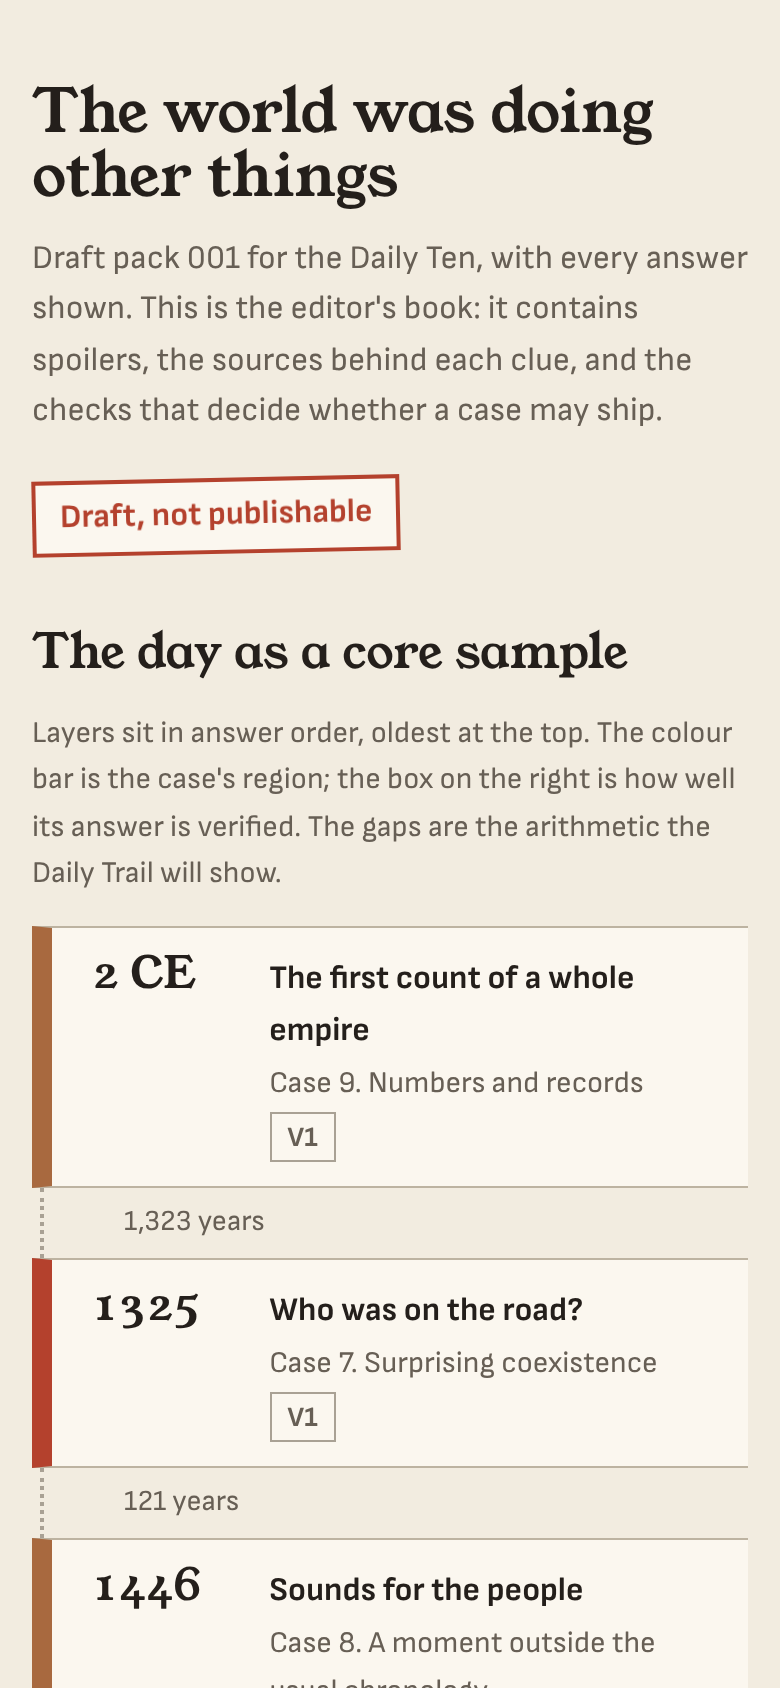 The world was doing
other things
Draft pack 001 for the Daily Ten, with every answer
shown. This is the editor's book: it contains
spoilers, the sources behind each clue, and the
checks that decide whether a case may ship.
Draft, not publishable
The day as a core sample
Layers sit in answer order, oldest at the top. The colour
bar is the case's region; the box on the right is how well
its answer is verified. The gaps are the arithmetic the
Daily Trail will show.
2 CE
The first count of a whole
empire
Case 9. Numbers and records
V1
1,323 years
1325
Who was on the road?
Case 7. Surprising coexistence
V1
121 years
1446
Sounds for the people
Case 8. A moment outside the
usual chronology